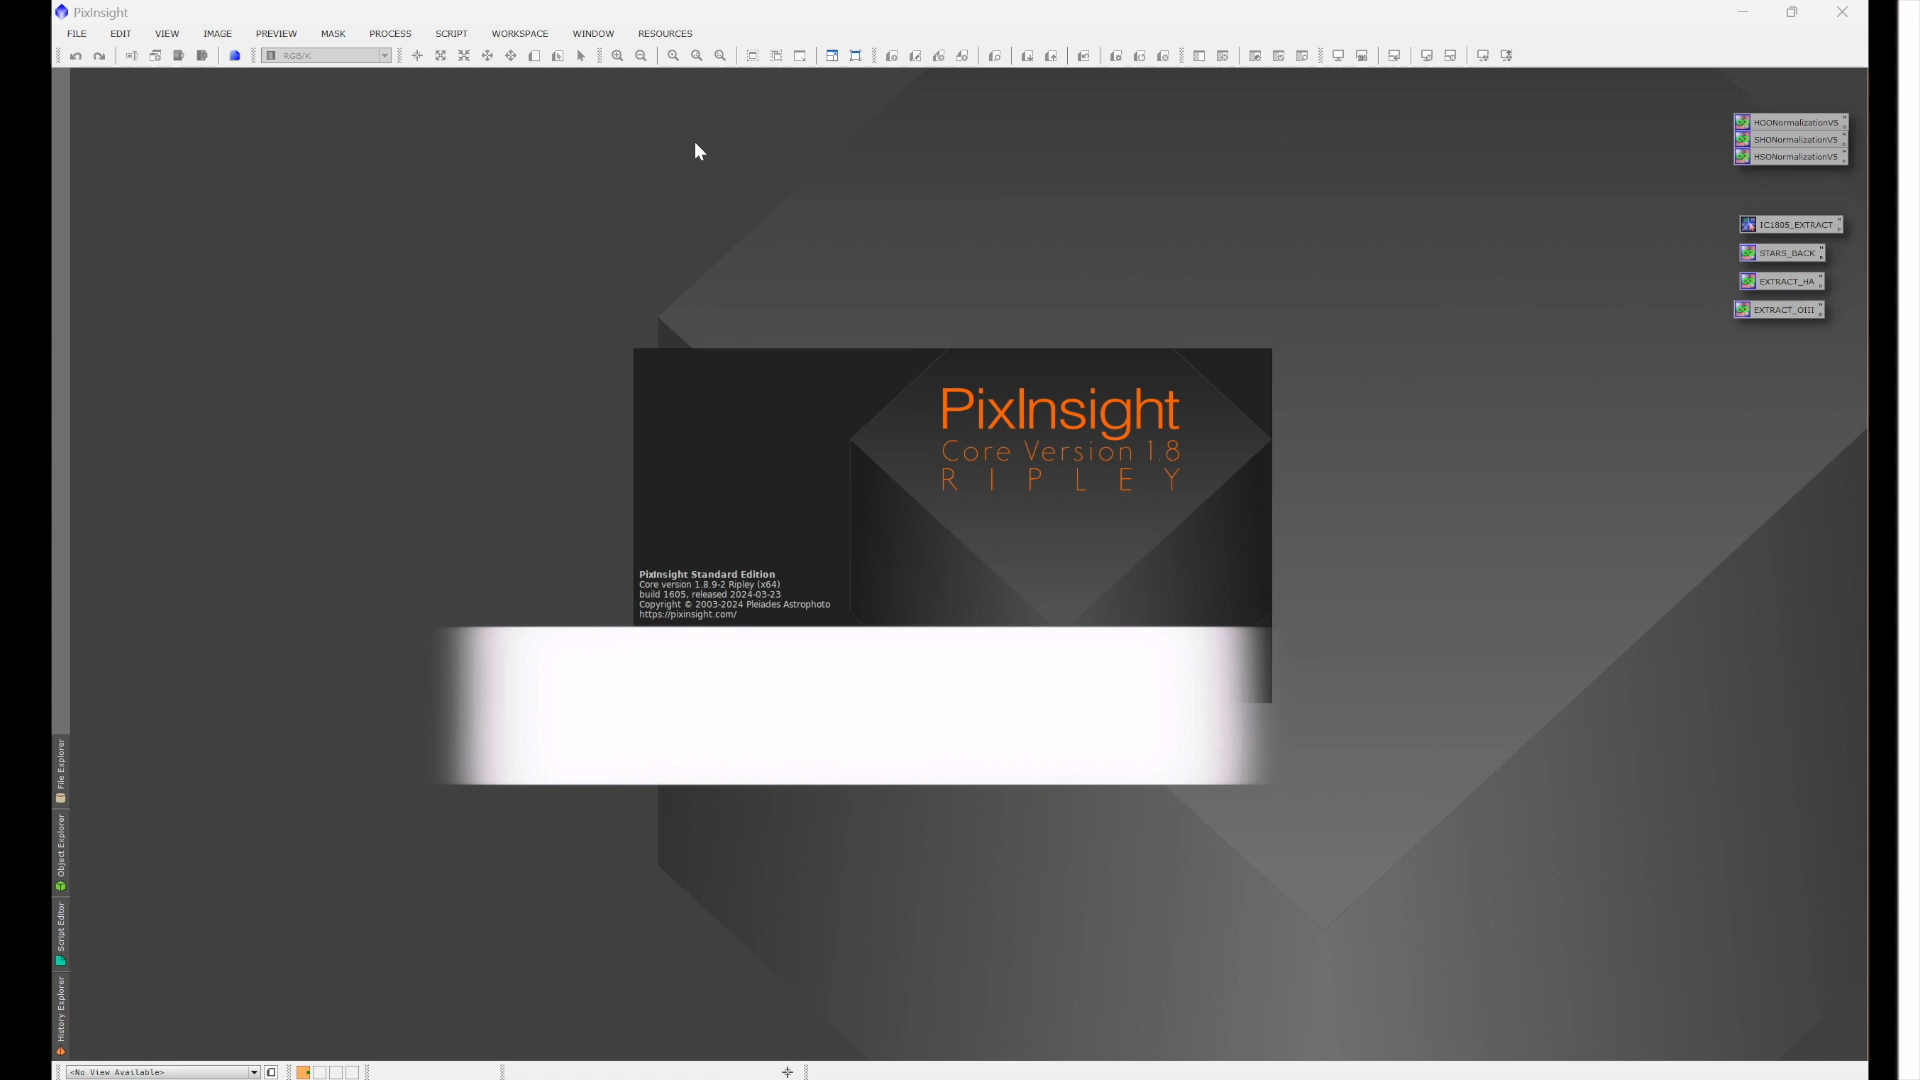 PixInsight
FILE EDIT VIEW IMAGE PREVIEW PROCESS MASK SCRIPT WORKSPACE WINDOW RESOURCES
RGB/K
HOONormalizationV5
SHONormalizationV5
HSONormalizationV5
IC1805_EXTRACT
STARS_BACK
EXTRACT_HA
EXTRACT_OIII
PixInsight
Core Version 1.8
RIPLEY
PixInsight Standard Edition
Core version 1.8.9-2 Ripley (x64)
build 1605, released 2024-03-23
Copyright © 2003-2024 Pleiades Astrophoto
https://pixinsight.com/
File Explorer
Object Explorer
Script Editor
History Explorer
<No View Available>